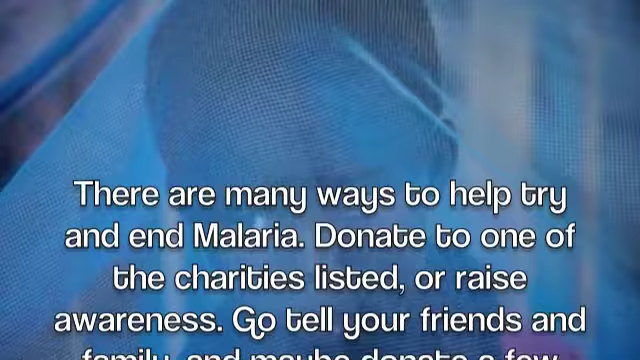 There are many ways to help try
and end Malaria. Donate to one of
the charities listed, or raise
awareness. Go tell your friends and
family, and maybe donate a few